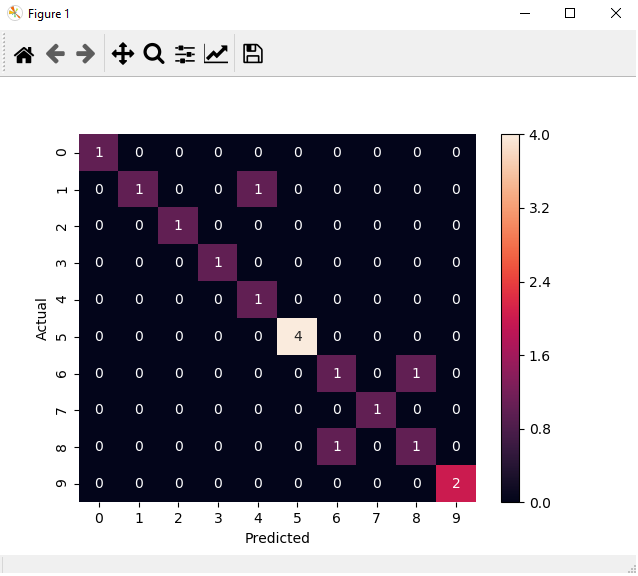 Figure 1
4.0
0 1 0 0 0 0 0 0 0 0 0
1 0 1 0 0 1 0 0 0 0 0
3.2
2 0 0 1 0 0 0 0 0 0 0
3 0 0 0 1 0 0 0 0 0 0
2.4
4 0 0 0 0 1 0 0 0 0 0
Actual
5 0 0 0 0 0 4 0 0 0 0
1.6
6 0 0 0 0 0 0 1 0 1 0
7 0 0 0 0 0 0 0 1 0 0
0.8
8 0 0 0 0 0 0 1 0 1 0
9 0 0 0 0 0 0 0 0 0 2
0.0
0 1 2 3 4 5 6 7 8 9
Predicted